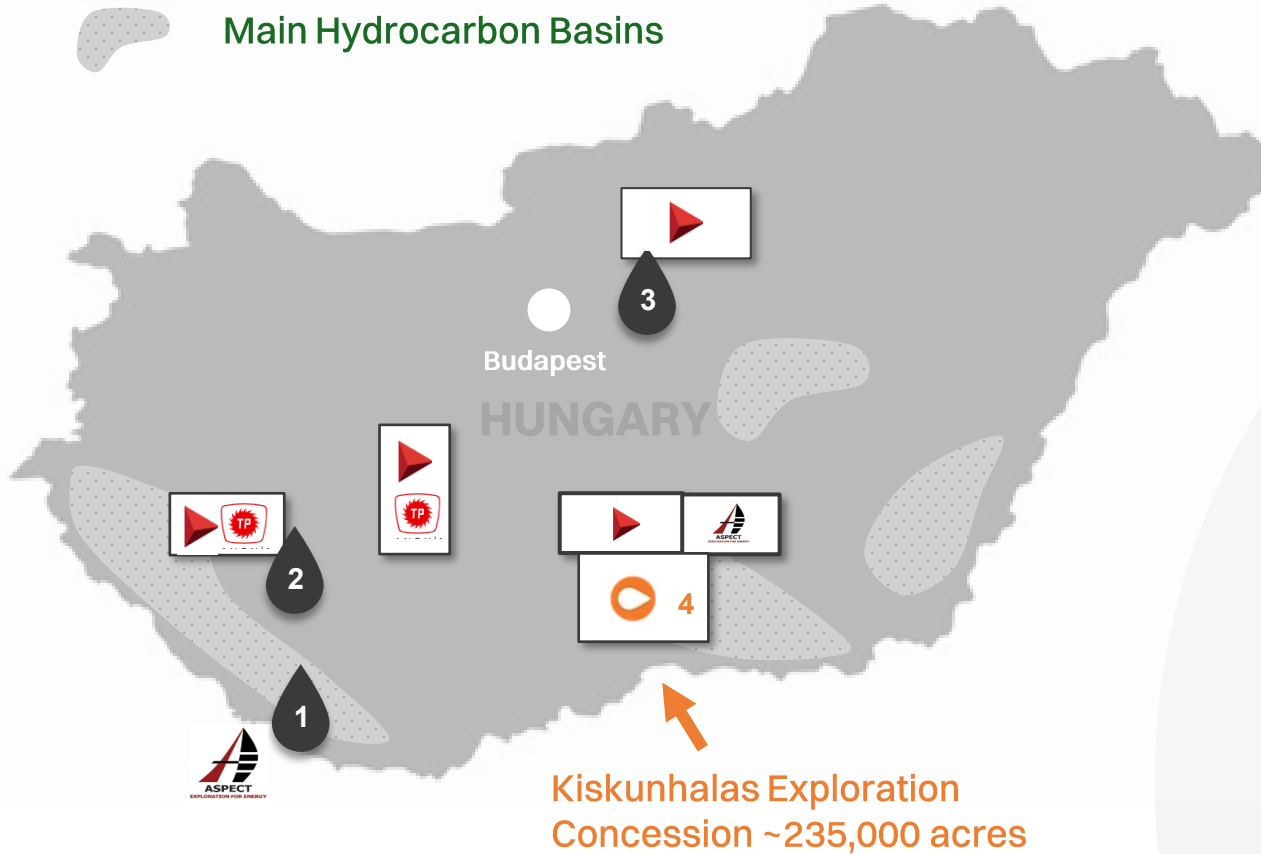 Main Hydrocarbon Basins
3
Budapest
HUNGARY
TP
TP
ASPECT
EXPLORATION FOR ENERGY
4
2
1
ASPECT
EXPLORATION FOR ENERGY
Kiskunhalas Exploration
Concession ~235,000 acres